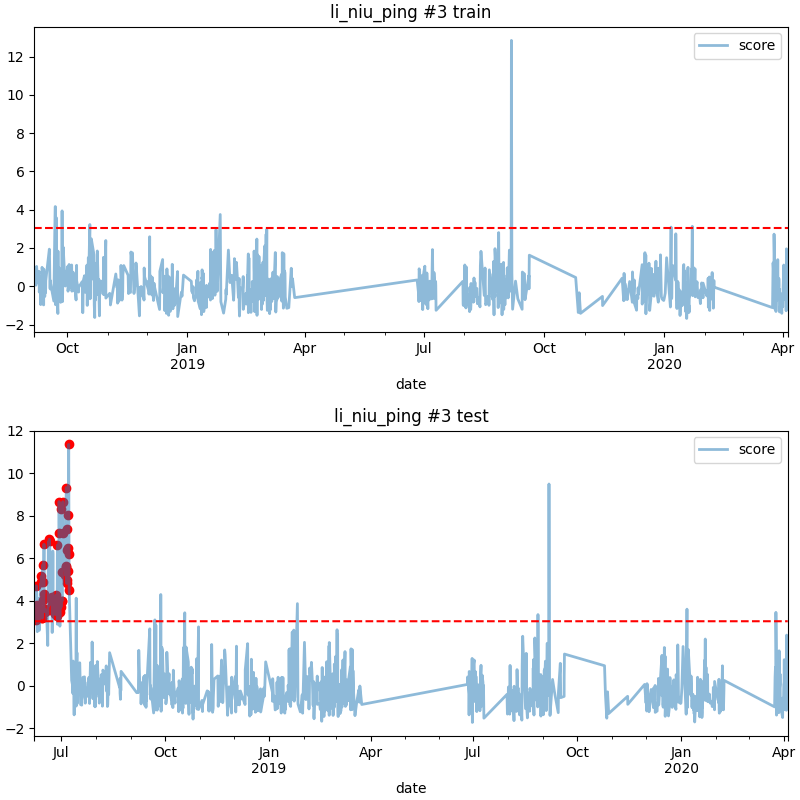 li_niu_ping #3 train
score
12
10
8
6
4
2
0
−2
Oct Jan Apr Jul Oct Jan Apr
2019 2020
date
li_niu_ping #3 test
score
12
10
8
6
4
2
0
−2
Jul Oct Jan Apr Jul Oct Jan Apr
2019 2020
date